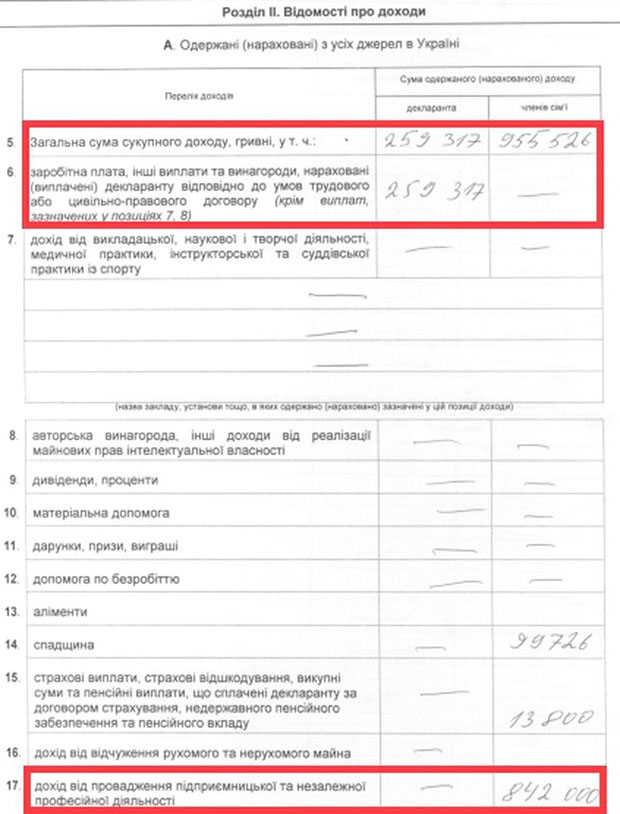 Розділ II. Відомості про доходи
А. Одержані (нараховані) з усіх джерел в Україні
Перелік доходів
Сума одержаного (нарахованого) доходу
декларанта
членів сім'ї
5. Загальна сума сукупного доходу, гривні, у т. ч.: 259 317 955 526
6. заробітна плата, інші виплати та винагороди, нараховані
(виплачені) декларанту відповідно до умов трудового
або цивільно-правового договору (крім виплат, 259 317 —
зазначених у позиціях 7, 8)
7. дохід від викладацької, наукової і творчої діяльності, — —
медичної практики, інструкторської та суддівської
практики із спорту
—
—
—
(назва закладу, установи тощо, в яких одержано (нараховано) зазначені у цій позиції доходи)
8. авторська винагорода, інші доходи від реалізації — —
майнових прав інтелектуальної власності
9. дивіденди, проценти — —
10. матеріальна допомога — —
11. дарунки, призи, виграші — —
12. допомога по безробіттю — —
13. аліменти
14. спадщина — 99726
15. страхові виплати, страхові відшкодування, викупні —
суми та пенсійні виплати, що сплачені декларанту за
договором страхування, недержавного пенсійного
забезпечення та пенсійного вкладу 13 800
16. дохід від відчуження рухомого та нерухомого майна —
17. дохід від провадження підприємницької та незалежної — 842 000
професійної діяльності